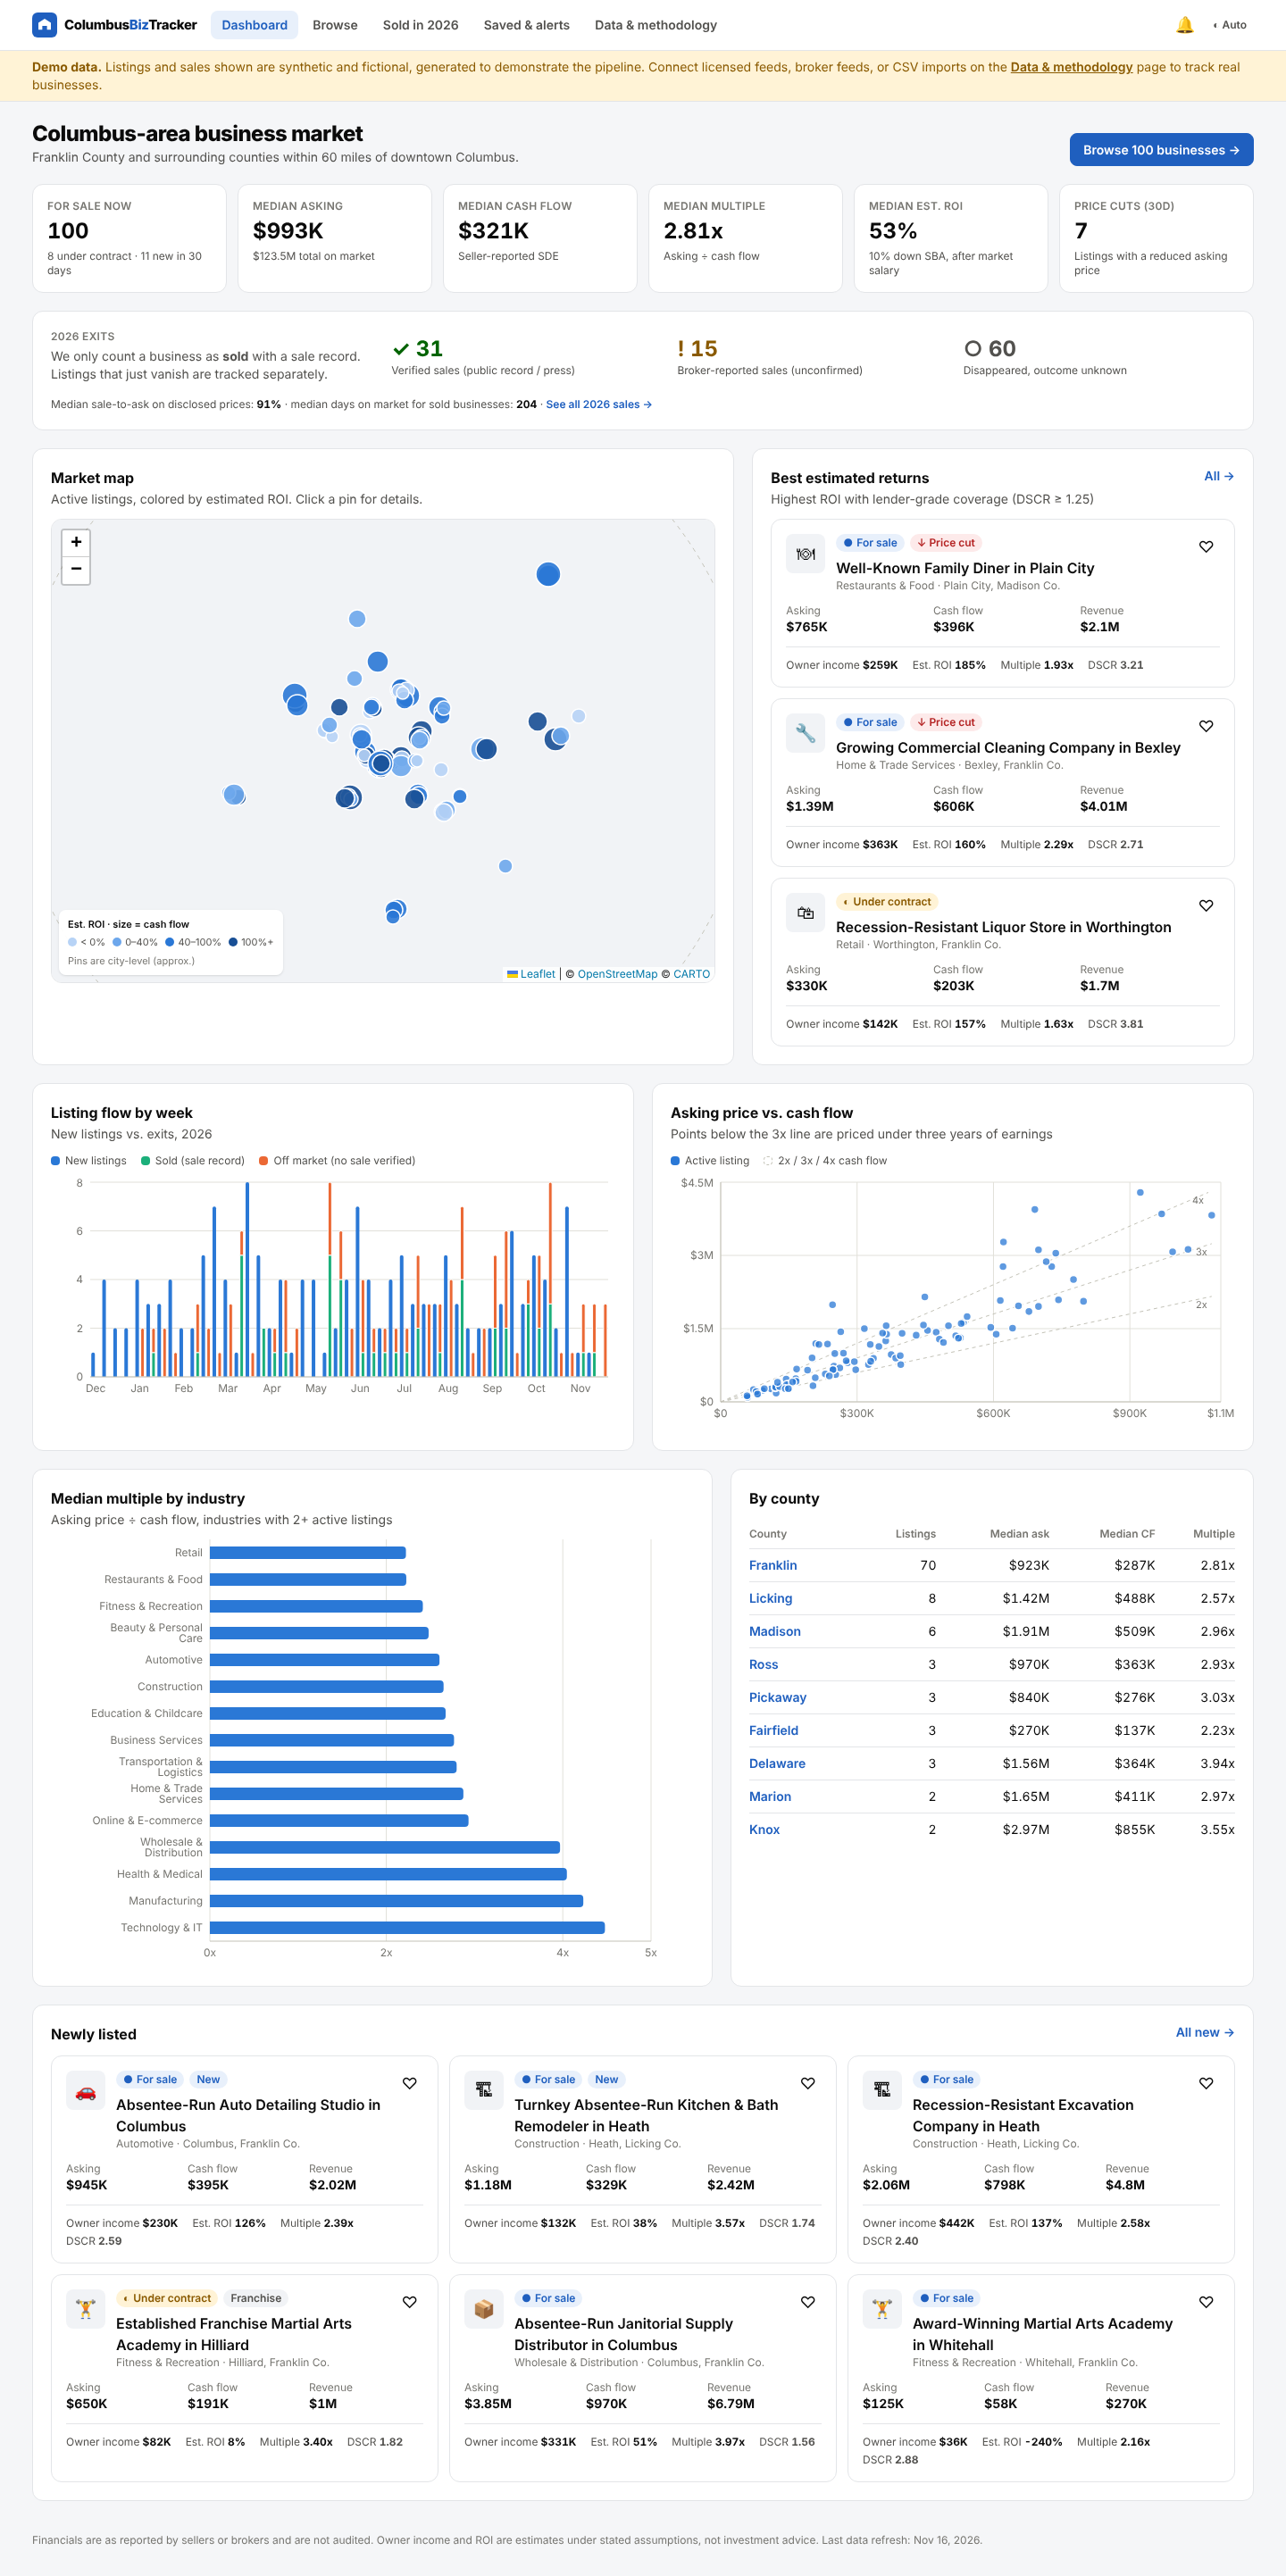 ColumbusBizTracker
Dashboard
Browse
Sold in 2026
Saved & alerts
Data & methodology
Auto
Demo data. Listings and sales shown are synthetic and fictional, generated to demonstrate the pipeline. Connect licensed feeds, broker feeds, or CSV imports on the Data & methodology page to track real
businesses.
Columbus-area business market
Franklin County and surrounding counties within 60 miles of downtown Columbus.
Browse 100 businesses →
FOR SALE NOW
100
8 under contract · 11 new in 30
days
MEDIAN ASKING
$993K
$123.5M total on market
MEDIAN CASH FLOW
$321K
Seller-reported SDE
MEDIAN MULTIPLE
2.81x
Asking ÷ cash flow
MEDIAN EST. ROI
53%
10% down SBA, after market
salary
PRICE CUTS (30D)
7
Listings with a reduced asking
price
2026 EXITS
We only count a business as sold with a sale record.
Listings that just vanish are tracked separately.
✓ 31
Verified sales (public record / press)
! 15
Broker-reported sales (unconfirmed)
○ 60
Disappeared, outcome unknown
Median sale-to-ask on disclosed prices: 91% · median days on market for sold businesses: 204 · See all 2026 sales →
Market map
Active listings, colored by estimated ROI. Click a pin for details.
+
−
Est. ROI · size = cash flow
< 0% 0–40% 40–100% 100%+
Pins are city-level (approx.)
Leaflet | © OpenStreetMap © CARTO
Best estimated returns
All →
Highest ROI with lender-grade coverage (DSCR ≥ 1.25)
For sale ↓ Price cut
Well-Known Family Diner in Plain City
Restaurants & Food · Plain City, Madison Co.
Asking Cash flow Revenue
$765K $396K $2.1M
Owner income $259K Est. ROI 185% Multiple 1.93x DSCR 3.21
For sale ↓ Price cut
Growing Commercial Cleaning Company in Bexley
Home & Trade Services · Bexley, Franklin Co.
Asking Cash flow Revenue
$1.39M $606K $4.01M
Owner income $363K Est. ROI 160% Multiple 2.29x DSCR 2.71
Under contract
Recession-Resistant Liquor Store in Worthington
Retail · Worthington, Franklin Co.
Asking Cash flow Revenue
$330K $203K $1.7M
Owner income $142K Est. ROI 157% Multiple 1.63x DSCR 3.81
Listing flow by week
New listings vs. exits, 2026
New listings Sold (sale record) Off market (no sale verified)
8
6
4
2
0
Dec Jan Feb Mar Apr May Jun Jul Aug Sep Oct Nov
Asking price vs. cash flow
Points below the 3x line are priced under three years of earnings
Active listing 2x / 3x / 4x cash flow
$4.5M
$3M
$1.5M
$0
4x
3x
2x
$0 $300K $600K $900K $1.1M
Median multiple by industry
Asking price ÷ cash flow, industries with 2+ active listings
Retail
Restaurants & Food
Fitness & Recreation
Beauty & Personal
Care
Automotive
Construction
Education & Childcare
Business Services
Transportation &
Logistics
Home & Trade
Services
Online & E-commerce
Wholesale &
Distribution
Health & Medical
Manufacturing
Technology & IT
0x 2x 4x 5x
By county
County Listings Median ask Median CF Multiple
Franklin 70 $923K $287K 2.81x
Licking 8 $1.42M $488K 2.57x
Madison 6 $1.91M $509K 2.96x
Ross 3 $970K $363K 2.93x
Pickaway 3 $840K $276K 3.03x
Fairfield 3 $270K $137K 2.23x
Delaware 3 $1.56M $364K 3.94x
Marion 2 $1.65M $411K 2.97x
Knox 2 $2.97M $855K 3.55x
Newly listed
All new →
For sale New
Absentee-Run Auto Detailing Studio in
Columbus
Automotive · Columbus, Franklin Co.
Asking Cash flow Revenue
$945K $395K $2.02M
Owner income $230K Est. ROI 126% Multiple 2.39x
DSCR 2.59
For sale New
Turnkey Absentee-Run Kitchen & Bath
Remodeler in Heath
Construction · Heath, Licking Co.
Asking Cash flow Revenue
$1.18M $329K $2.42M
Owner income $132K Est. ROI 38% Multiple 3.57x DSCR 1.74
For sale
Recession-Resistant Excavation
Company in Heath
Construction · Heath, Licking Co.
Asking Cash flow Revenue
$2.06M $798K $4.8M
Owner income $442K Est. ROI 137% Multiple 2.58x
DSCR 2.40
Under contract Franchise
Established Franchise Martial Arts
Academy in Hilliard
Fitness & Recreation · Hilliard, Franklin Co.
Asking Cash flow Revenue
$650K $191K $1M
Owner income $82K Est. ROI 8% Multiple 3.40x DSCR 1.82
For sale
Absentee-Run Janitorial Supply
Distributor in Columbus
Wholesale & Distribution · Columbus, Franklin Co.
Asking Cash flow Revenue
$3.85M $970K $6.79M
Owner income $331K Est. ROI 51% Multiple 3.97x DSCR 1.56
For sale
Award-Winning Martial Arts Academy
in Whitehall
Fitness & Recreation · Whitehall, Franklin Co.
Asking Cash flow Revenue
$125K $58K $270K
Owner income $36K Est. ROI -240% Multiple 2.16x
DSCR 2.88
Financials are as reported by sellers or brokers and are not audited. Owner income and ROI are estimates under stated assumptions, not investment advice. Last data refresh: Nov 16, 2026.